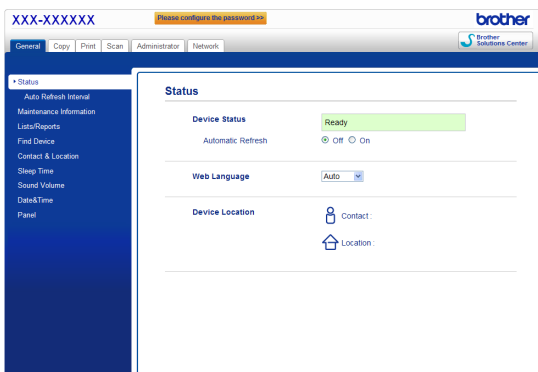 XXX-XXXXXX
Please configure the password >>
brother
General Copy Print Scan Administrator Network
Brother Solutions Center
Status
Auto Refresh Interval
Maintenance Information
Lists/Reports
Find Device
Contact & Location
Sleep Time
Sound Volume
Date&Time
Panel
Status
Device Status Ready
Automatic Refresh Off On
Web Language Auto
Device Location Contact :
Location :